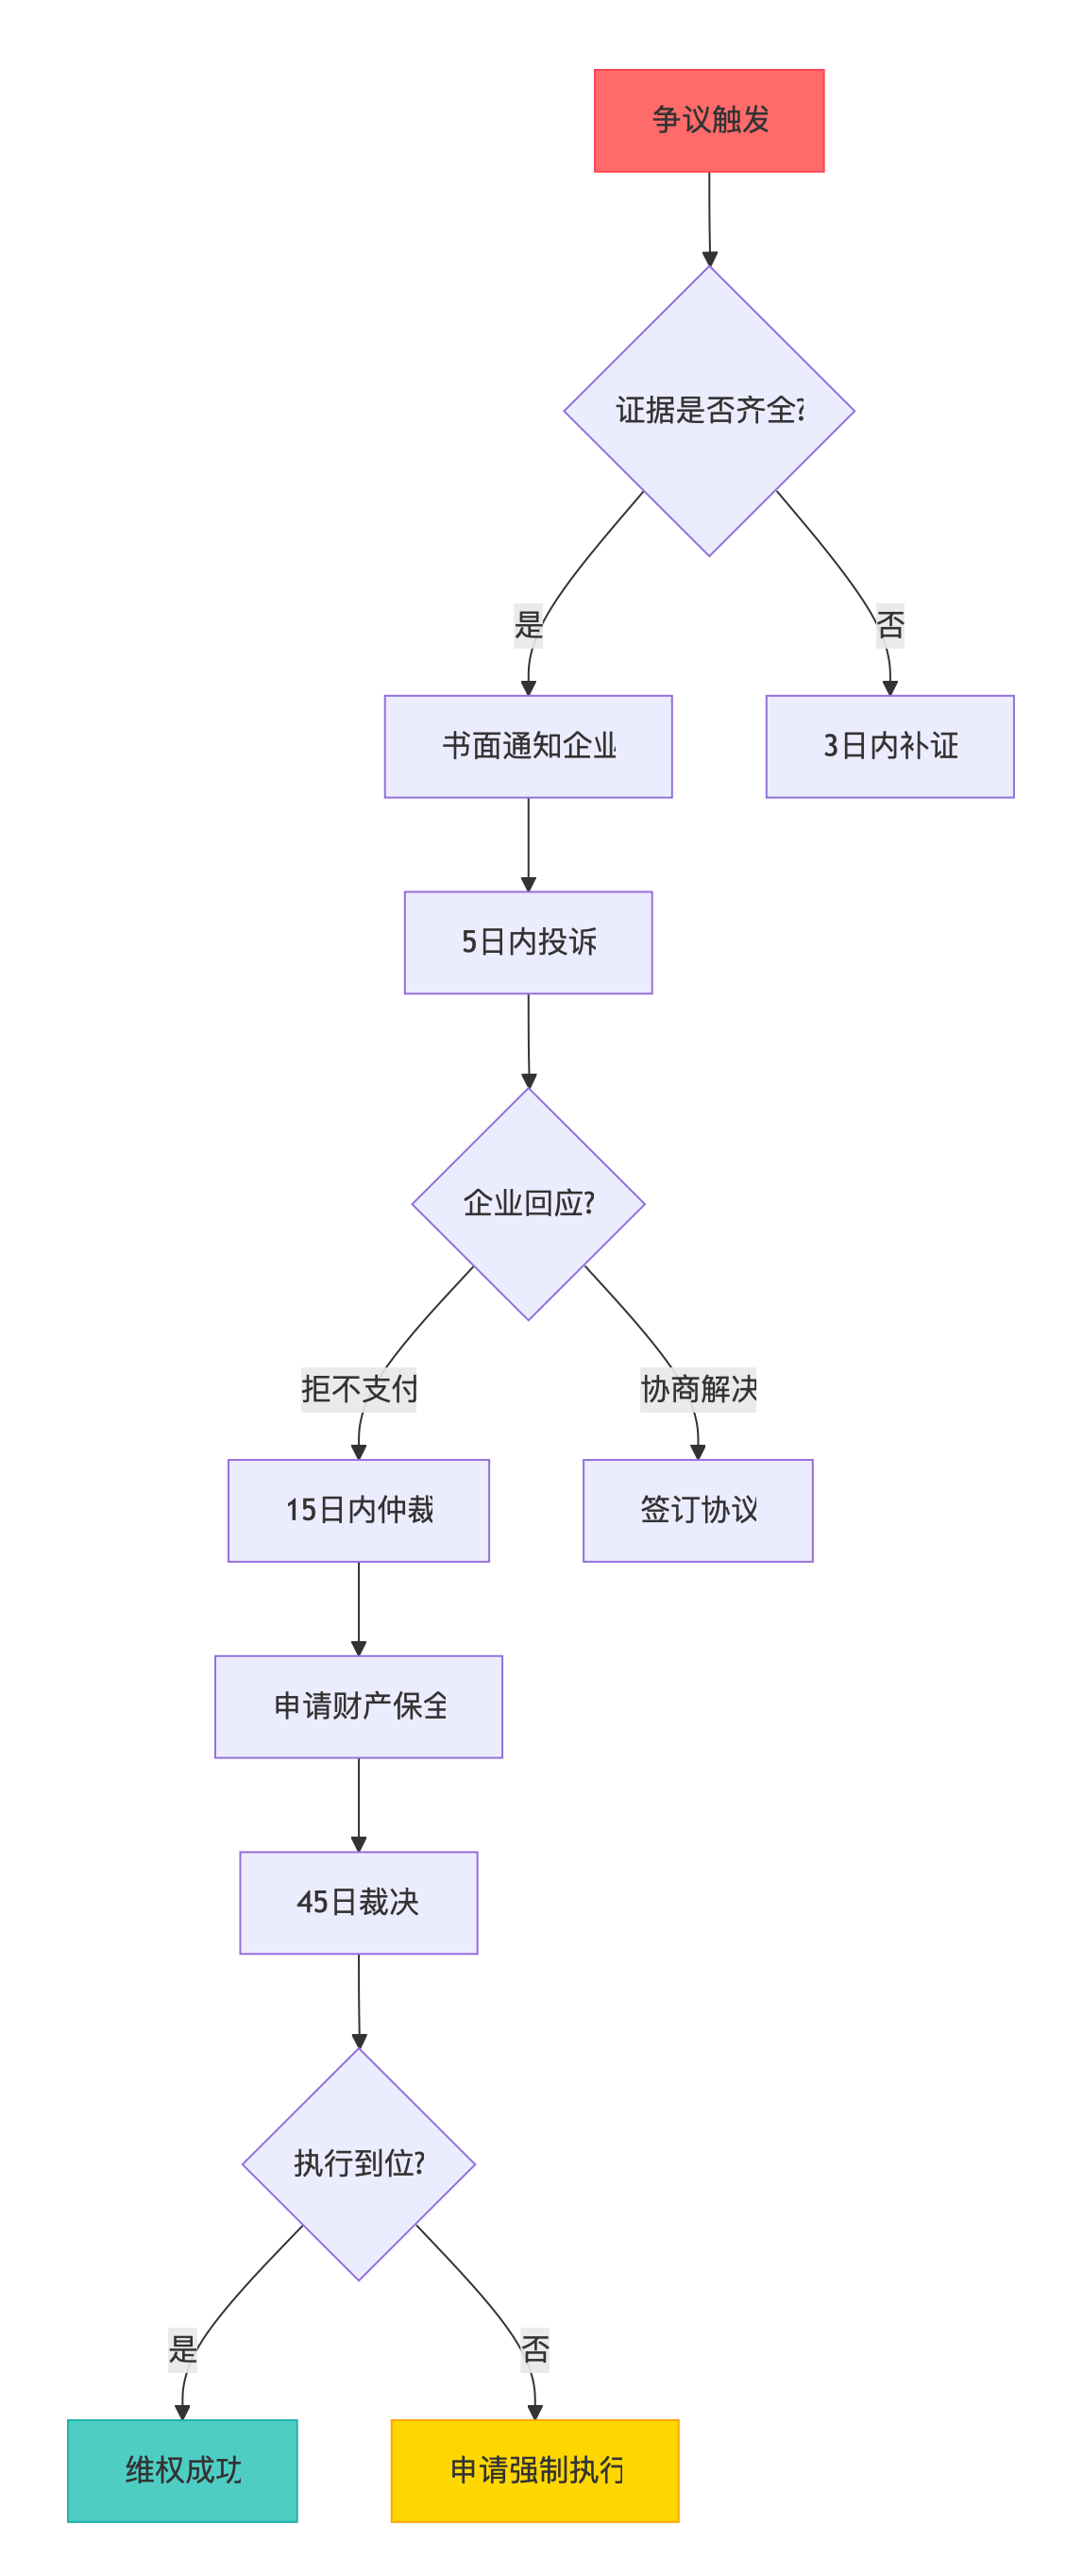 争议触发
证据是否齐全?
是
否
书面通知企业
3日内补证
5日内投诉
企业回应?
拒不支付
协商解决
15日内仲裁
签订协议
申请财产保全
45日裁决
执行到位?
是
否
维权成功
申请强制执行